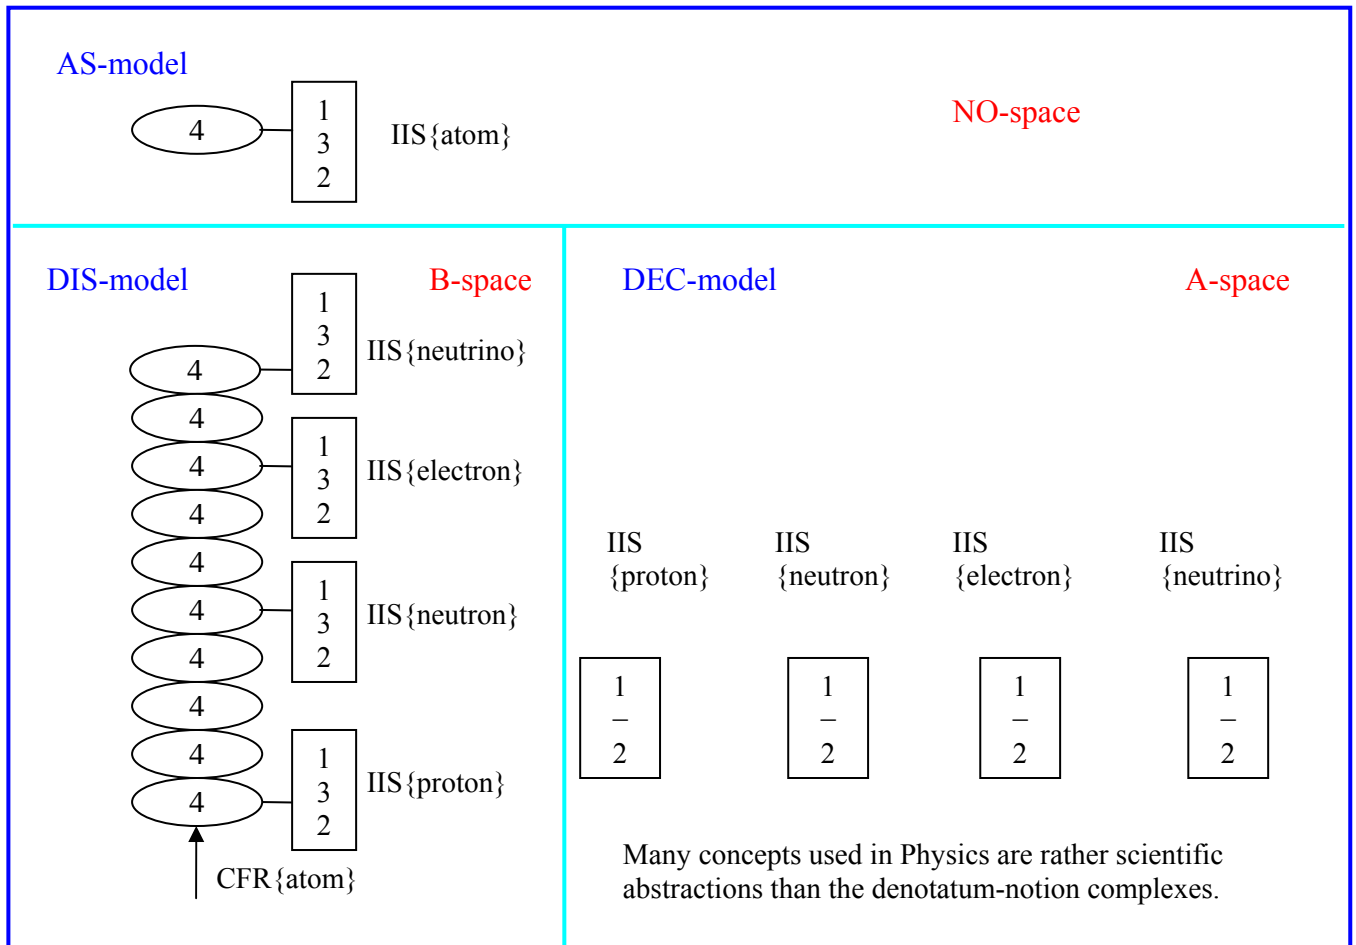 AS-model
NO-space
4
1
3
2
IIS{atom}
DIS-model
B-space
1
3
2
IIS{neutrino}
4
4
4
1
3
2
IIS{electron}
4
4
4
1
3
2
IIS{neutron}
4
4
4
4
1
3
2
IIS{proton}
CFR{atom}
DEC-model
A-space
IIS
{proton}
IIS
{neutron}
IIS
{electron}
IIS
{neutrino}
1
–
2
1
–
2
1
–
2
1
–
2
Many concepts used in Physics are rather scientific
abstractions than the denotatum-notion complexes.